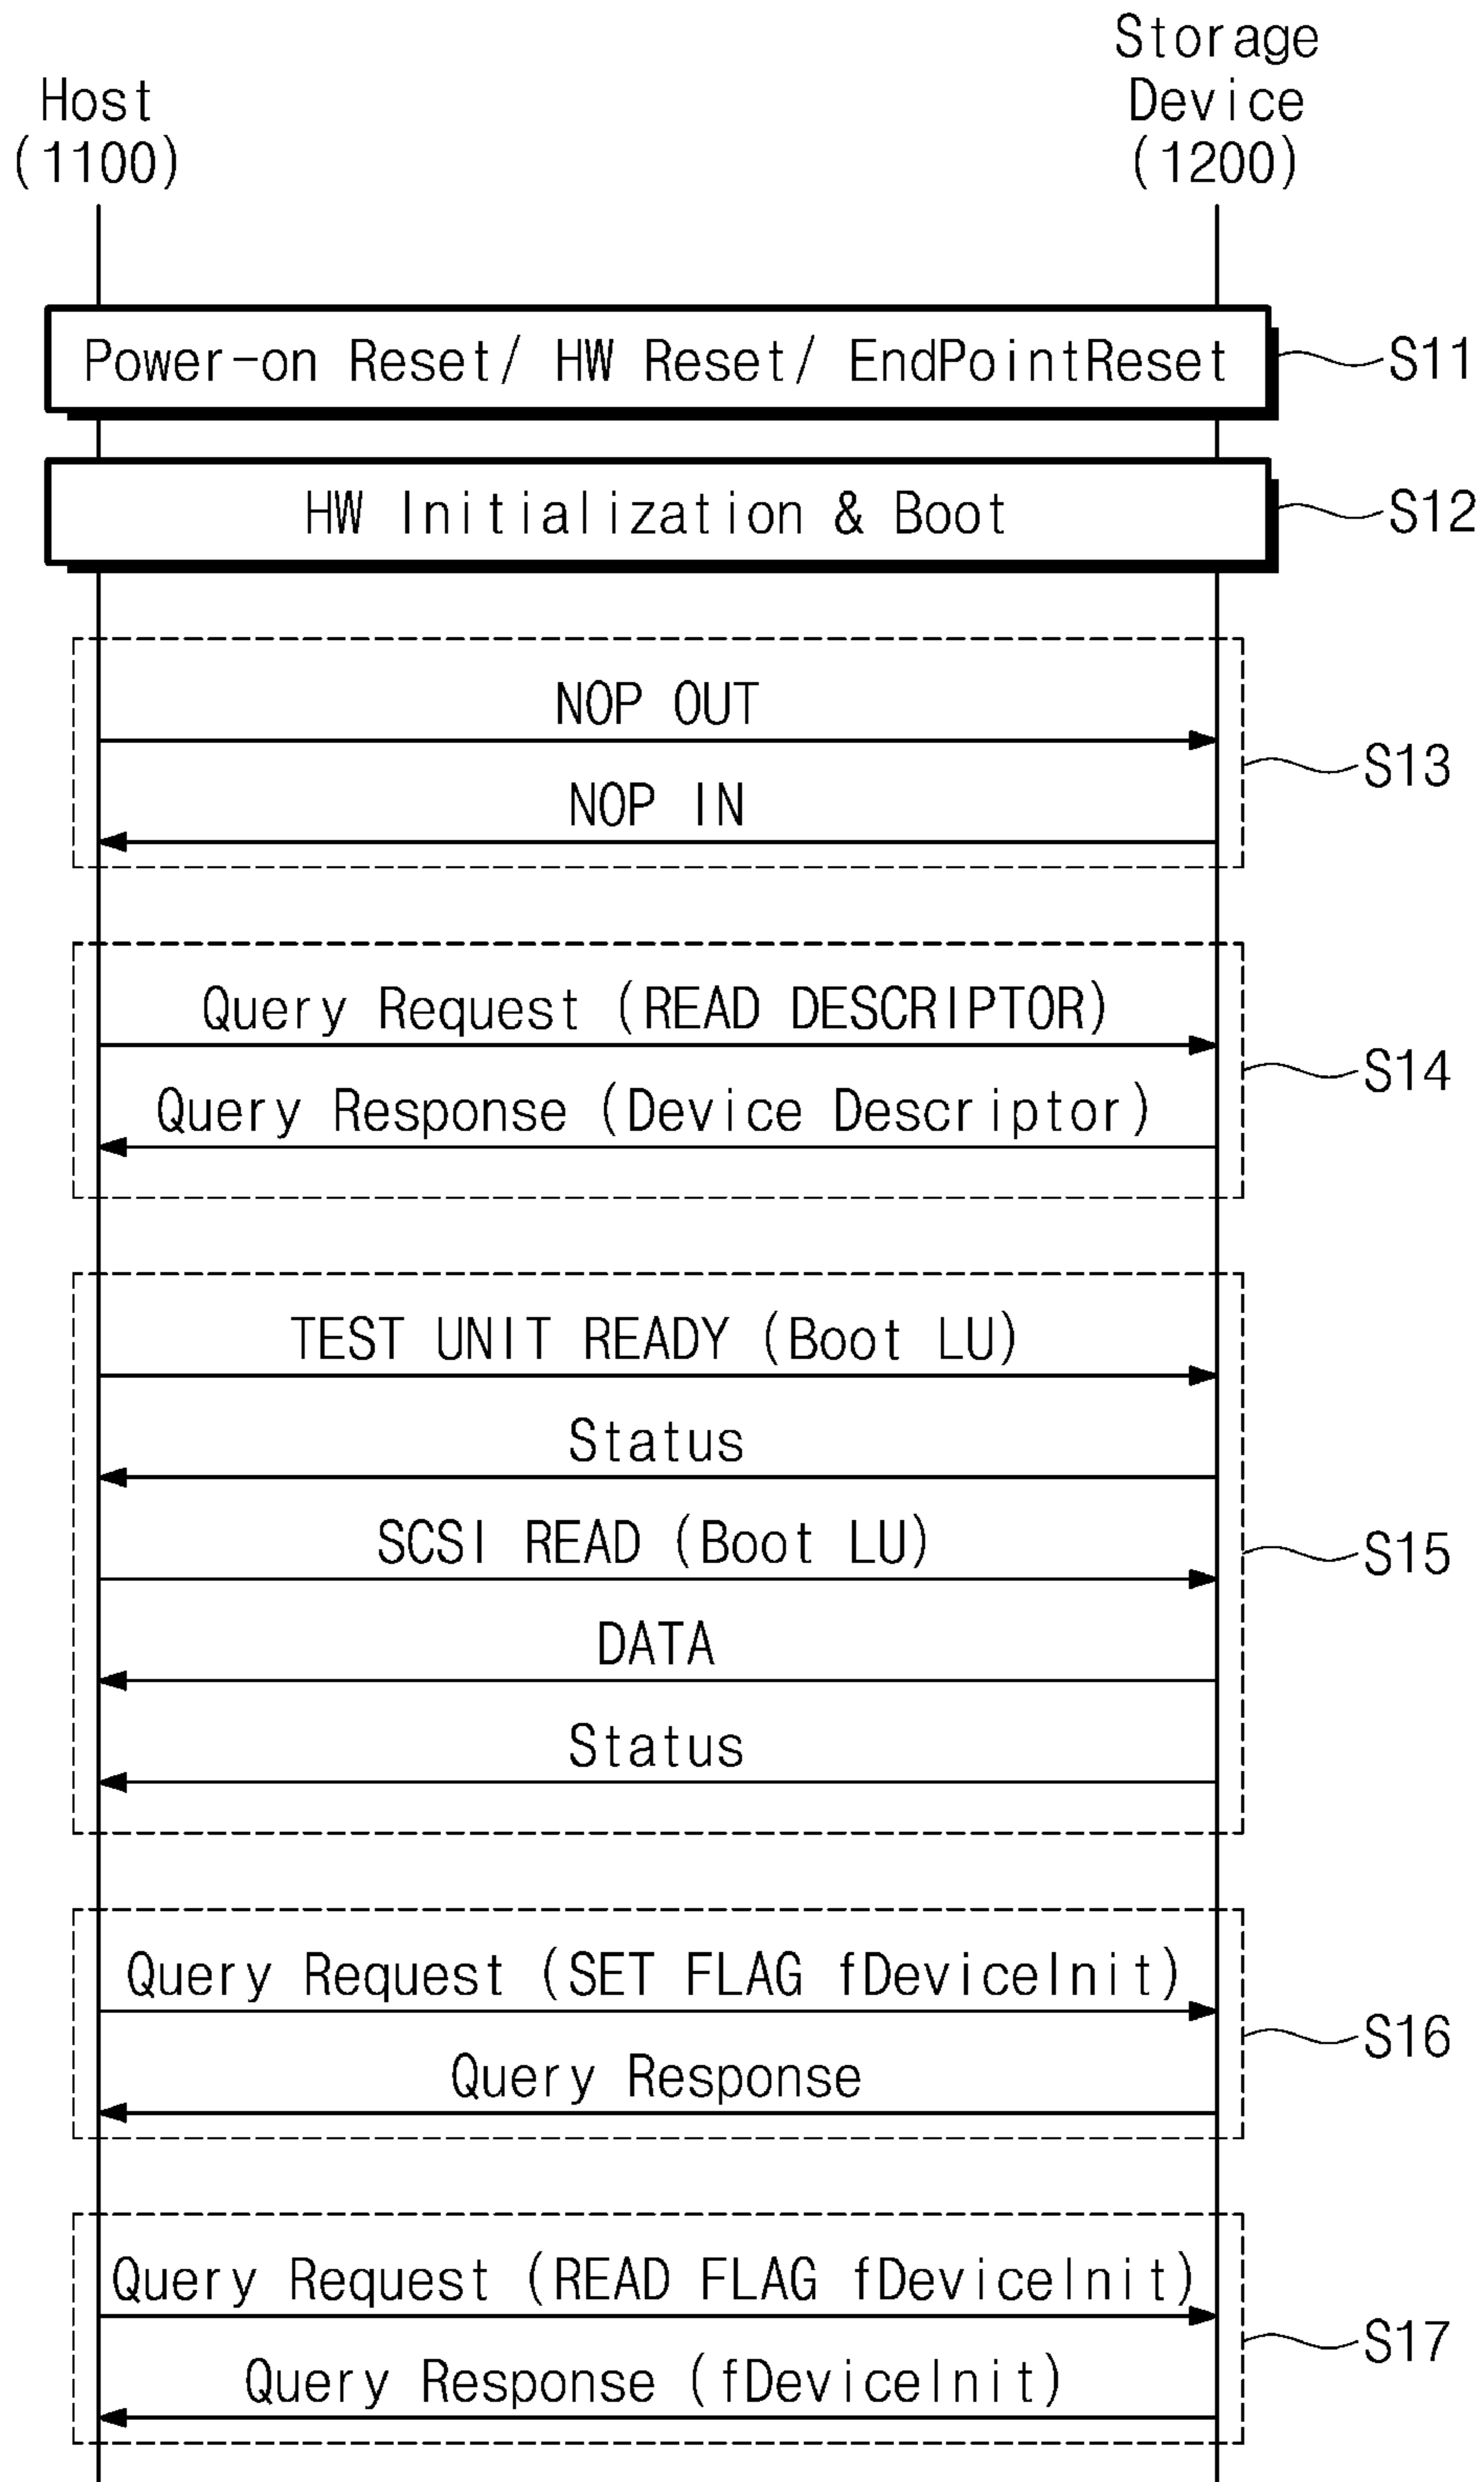 Host
(1100)
Storage
Device
(1200)
Power-on Reset/ HW Reset/ EndPointReset
S11
HW Initialization & Boot
S12
NOP OUT
NOP IN
S13
Query Request (READ DESCRIPTOR)
Query Response (Device Descriptor)
S14
TEST UNIT READY (Boot LU)
Status
SCSI READ (Boot LU)
DATA
Status
S15
Query Request (SET FLAG fDeviceInit)
Query Response
S16
Query Request (READ FLAG fDeviceInit)
Query Response (fDeviceInit)
S17